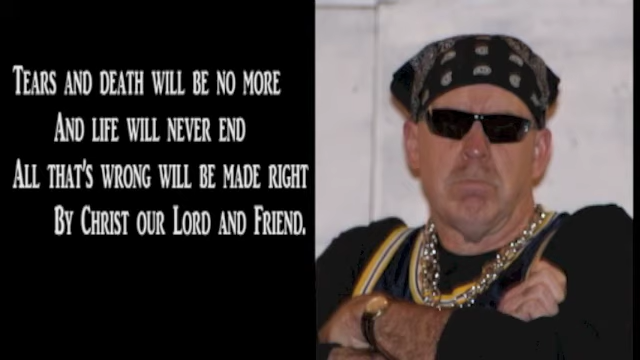 Tears and death will be no more
And life will never end
All that's wrong will be made right
By Christ our Lord and Friend.